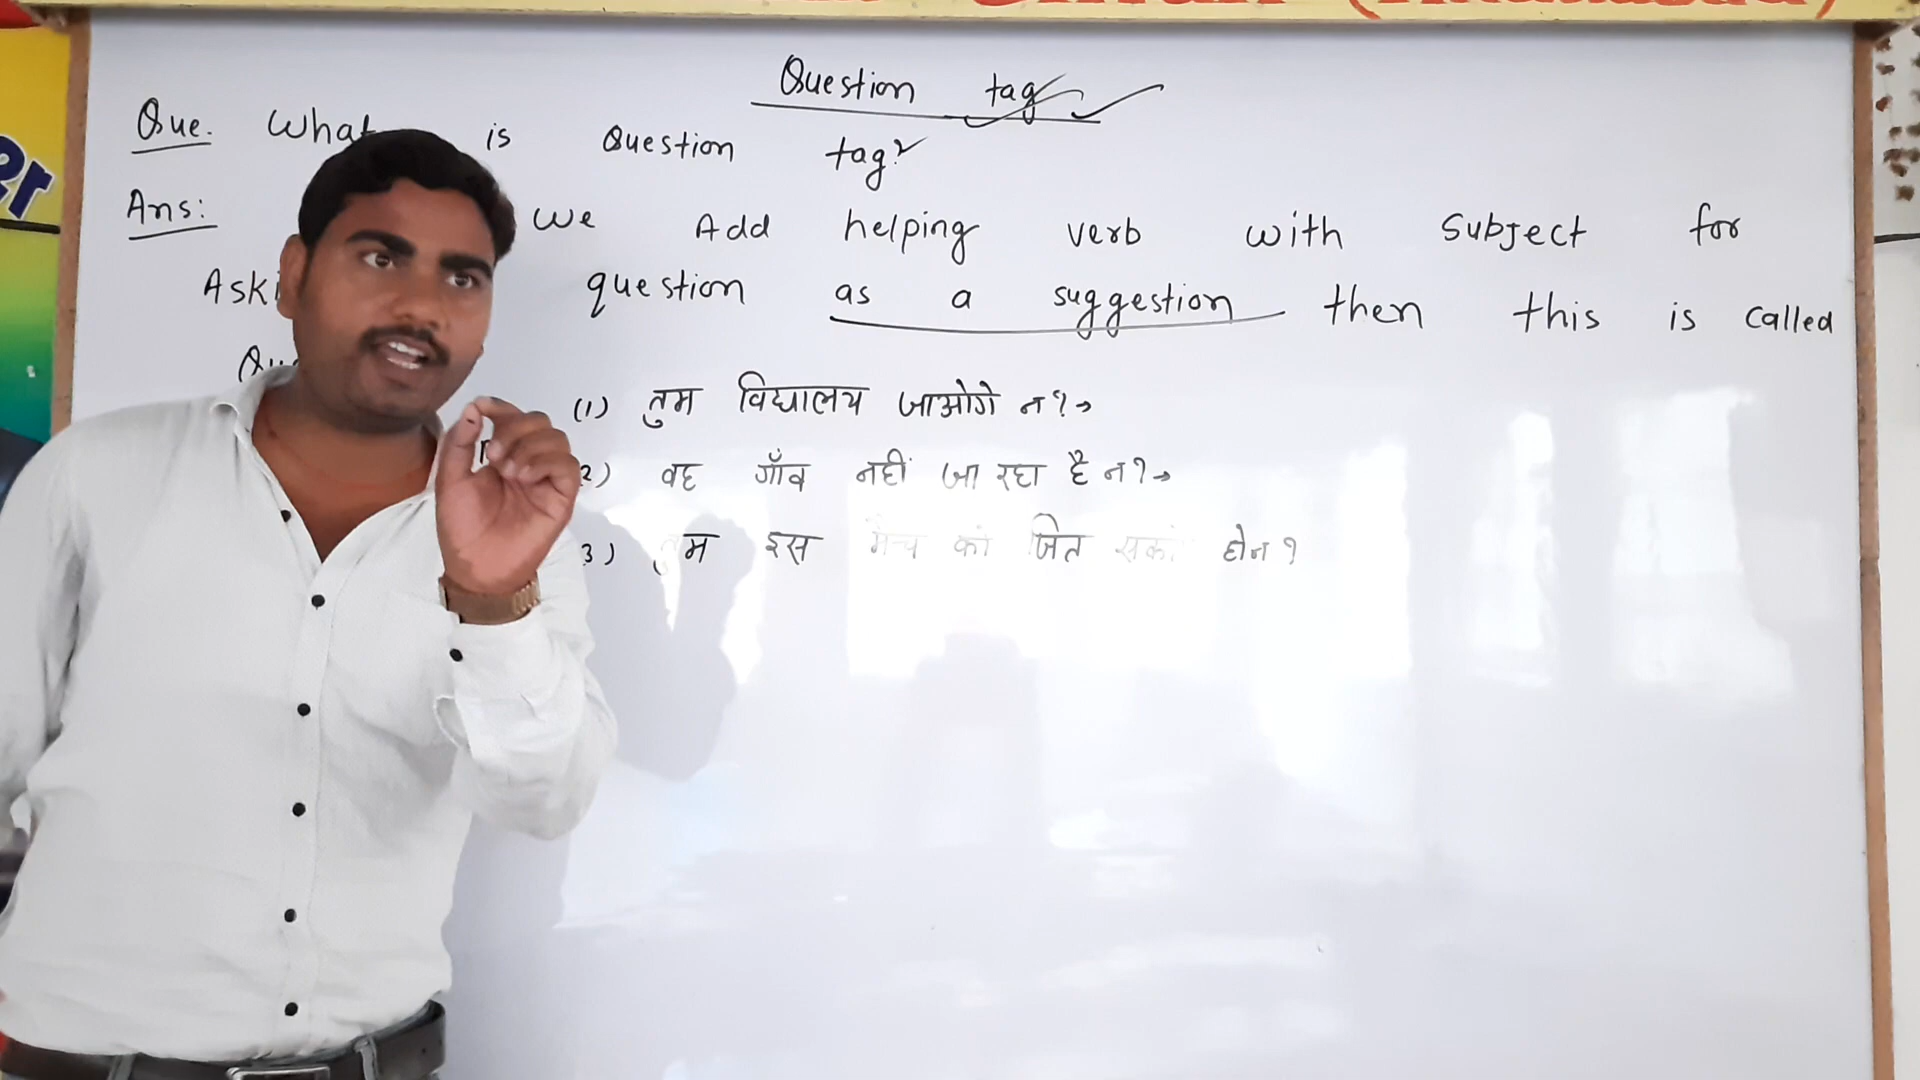 Question tag
Que. What is Question tag?
Ans: We Add helping verb with Subject for
question as a suggestion then this is called
(1) तुम विद्यालय जाओगे न?→
2) वह गाँव नहीं जा रहा है न?→
3) तुम इस मैच को जित सकते होन?